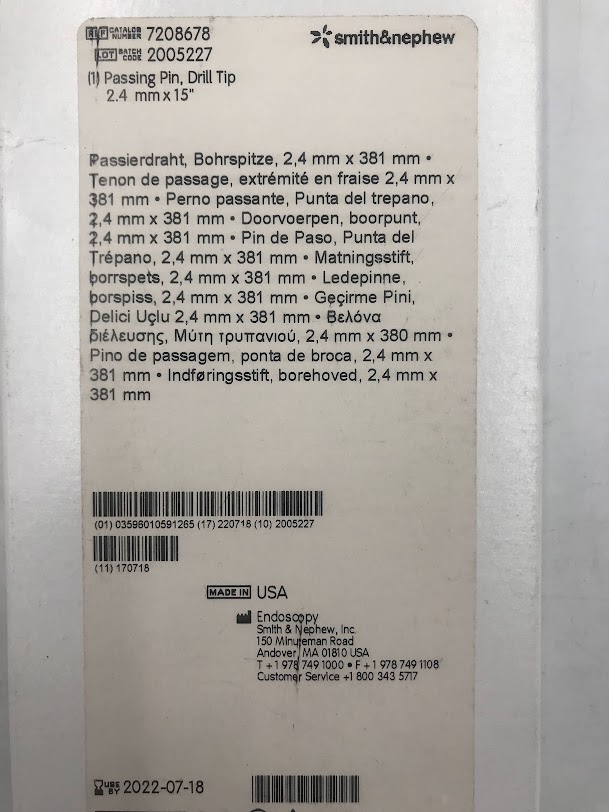 REF CATALOG NUMBER 7208678
smith&nephew
LOT BATCH CODE 2005227
(1) Passing Pin, Drill Tip
2.4 mm x 15"
Passierdraht, Bohrspitze, 2,4 mm x 381 mm •
Tenon de passage, extrémité en fraise 2,4 mm x
381 mm • Perno passante, Punta del trepano,
2,4 mm x 381 mm • Doorvoerpen, boorpunt,
2,4 mm x 381 mm • Pin de Paso, Punta del
Trépano, 2,4 mm x 381 mm • Matningsstift,
borrspets, 2,4 mm x 381 mm • Ledepinne,
borspiss, 2,4 mm x 381 mm • Geçirme Pini,
Delici Uçlu 2,4 mm x 381 mm • Βελόνα
διέλευσης, Μύτη τρυπανιού, 2,4 mm x 380 mm •
Pino de passagem, ponta de broca, 2,4 mm x
381 mm • Indføringsstift, borehoved, 2,4 mm x
381 mm
(01) 03596010591265 (17) 220718 (10) 2005227
(11) 170718
MADE IN USA
Endoscopy
Smith & Nephew, Inc.
150 Minuteman Road
Andover, MA 01810 USA
T +1 978 749 1000 • F +1 978 749 1108
Customer Service +1 800 343 5717
USE BY 2022-07-18